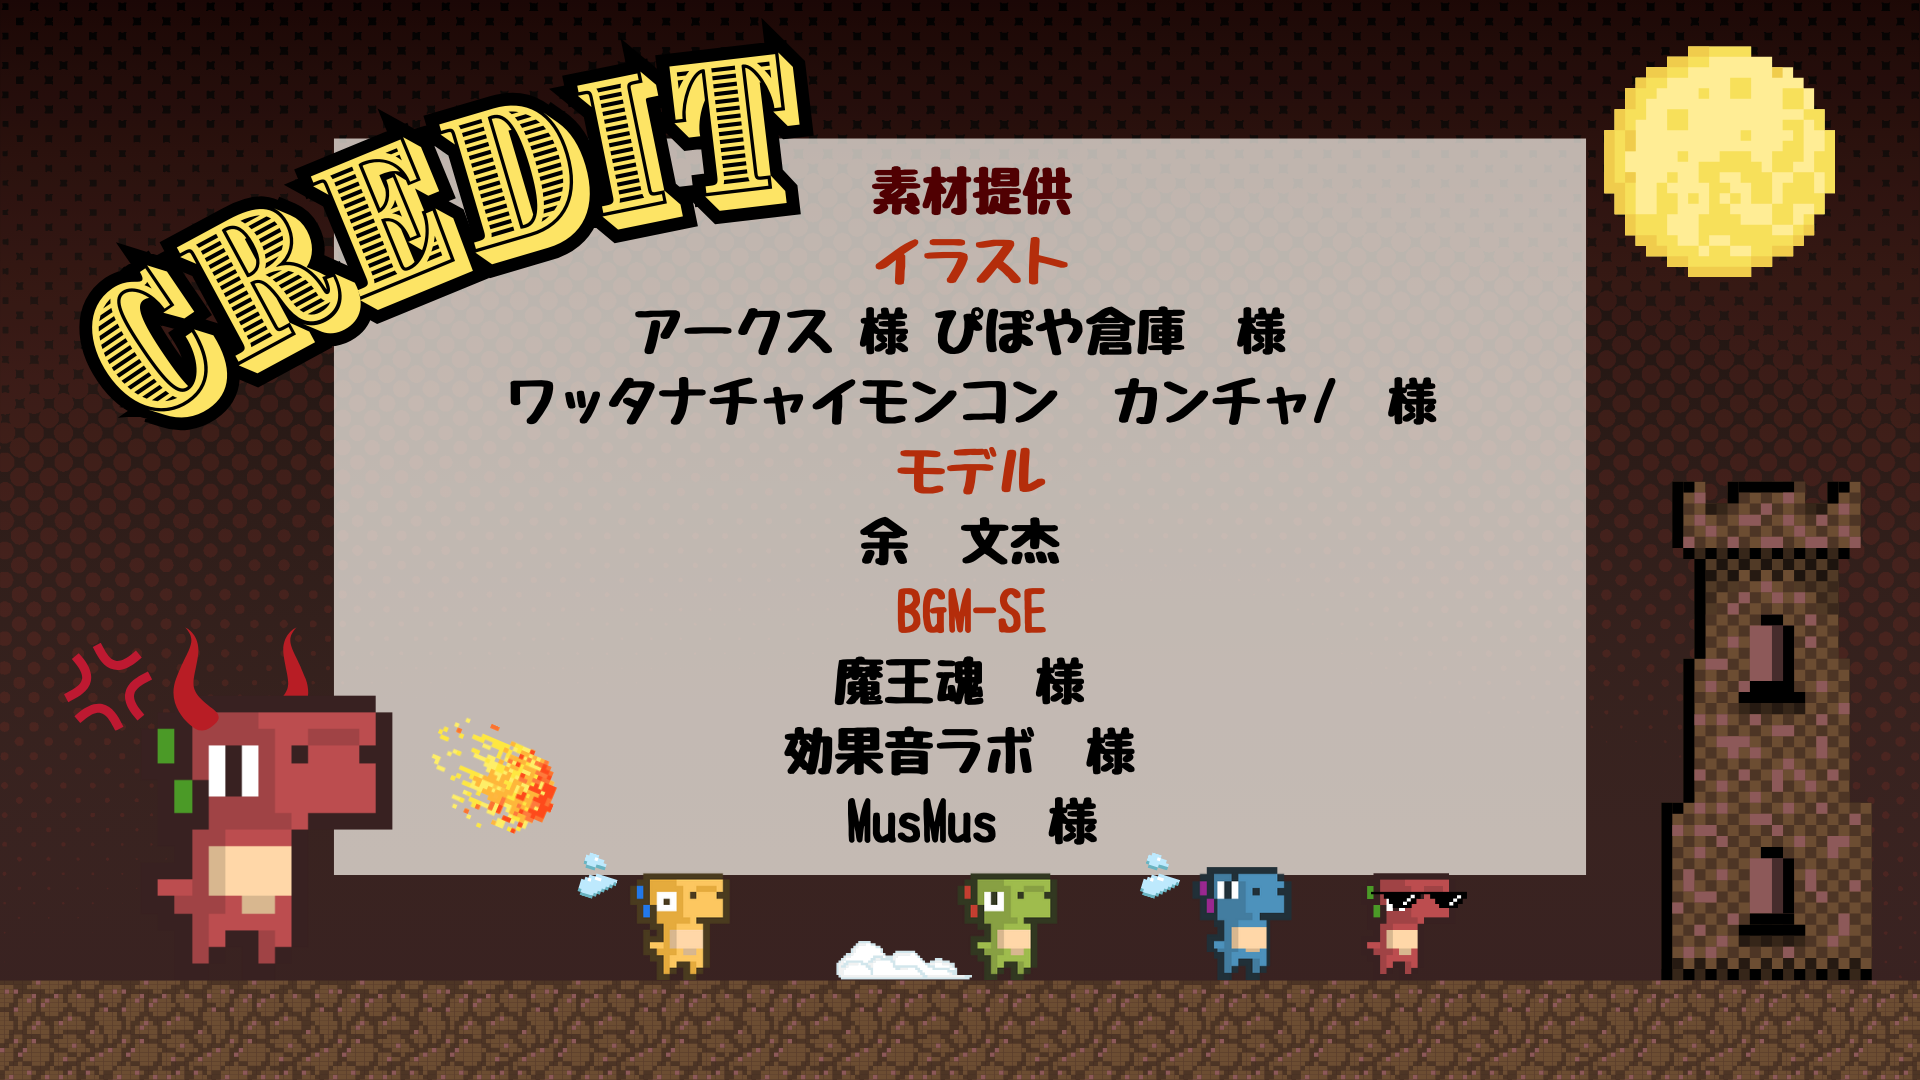 CREDIT
素材提供
イラスト
アークス 様 ぴぽや倉庫　様
ワッタナチャイモンコン　カンチャ/　様
モデル
余　文杰
BGM-SE
魔王魂　様
効果音ラボ　様
MusMus　様